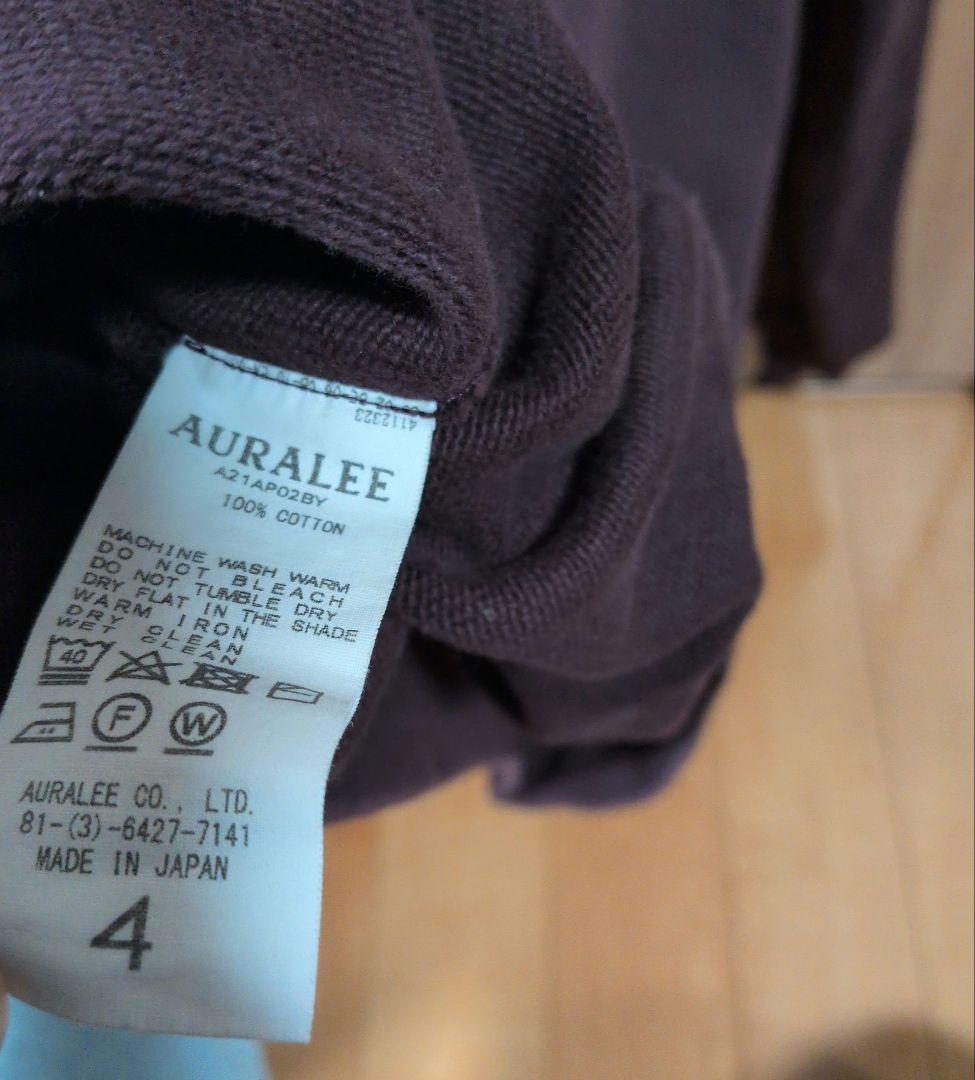 AURALEE
A21AP02BY
100% COTTON
MACHINE WASH WARM
DO NOT BLEACH
DO NOT TUMBLE DRY
DRY FLAT IN THE SHADE
WARM IRON
DRY CLEAN
WET CLEAN
40
F W
AURALEE CO., LTD.
81-(3)-6427-7141
MADE IN JAPAN
4
4112323